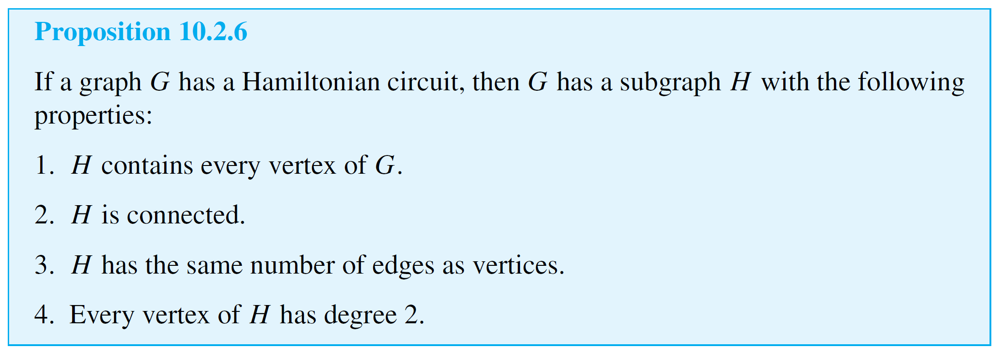 Proposition 10.2.6
If a graph G has a Hamiltonian circuit, then G has a subgraph H with the following
properties:
1. H contains every vertex of G.
2. H is connected.
3. H has the same number of edges as vertices.
4. Every vertex of H has degree 2.